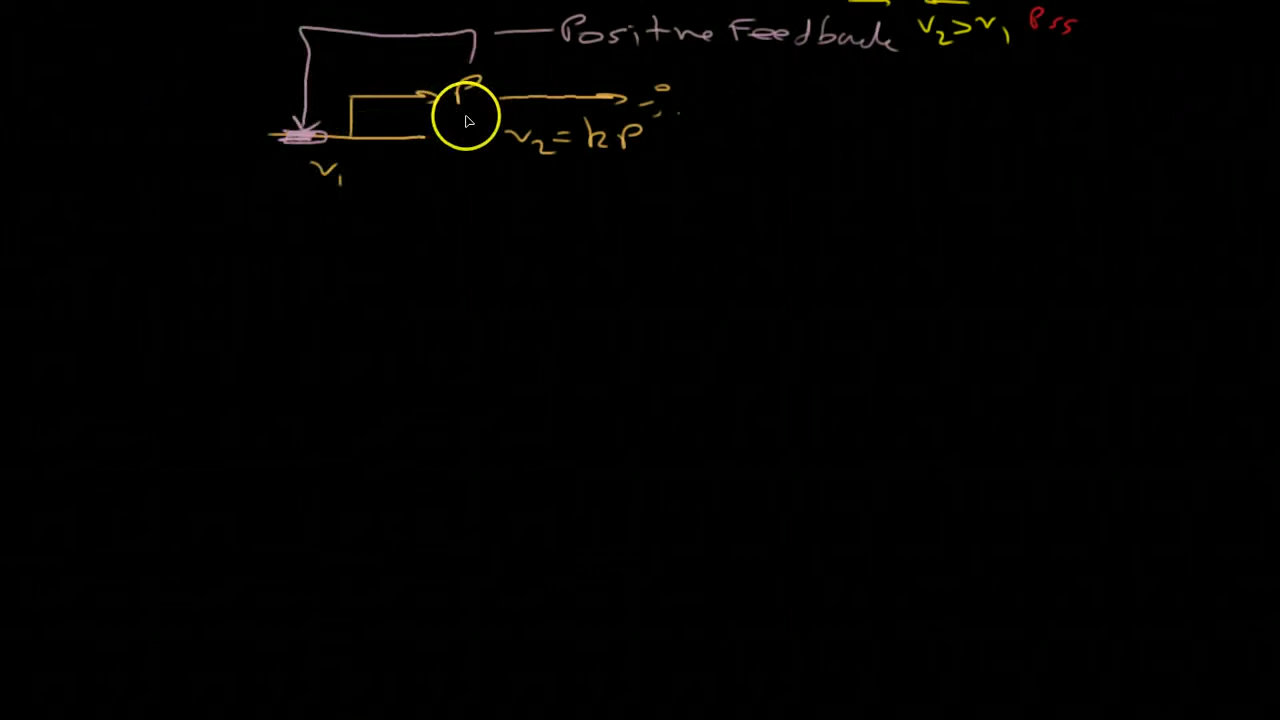 Positive Feedback v₂>v₁ Pss
P
v₂ = kP
v₁